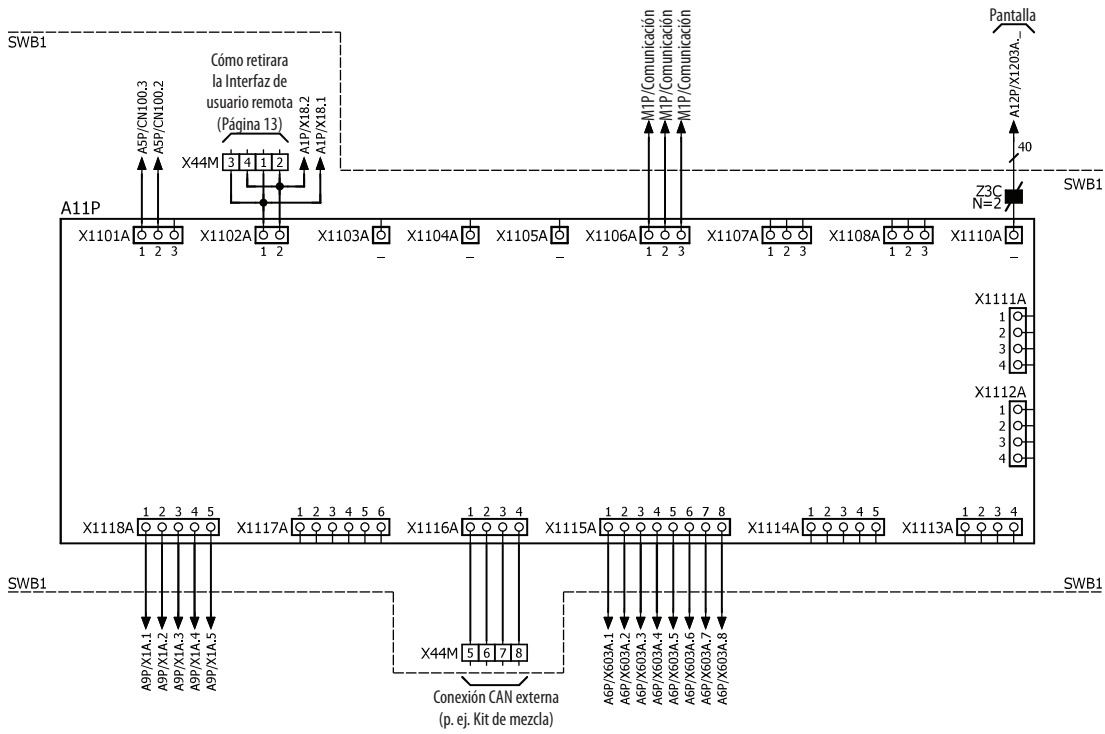 SWB1
Pantalla
Cómo retirara
la Interfaz de
usuario remota
(Página 13)
A5P/CN100.3
A5P/CN100.2
A1P/X18.2
A1P/X18.1
M1P/Comunicación
M1P/Comunicación
M1P/Comunicación
A12P/X1203A._
40
X44M 3 4 1 2
SWB1
Z3C
N=2
A11P
X1101A X1102A X1103A X1104A X1105A X1106A X1107A X1108A X1110A
1 2 3 1 2 _ _ _ 1 2 3 1 2 3 1 2 3 _
X1111A
1
2
3
4
X1112A
1
2
3
4
1 2 3 4 5 1 2 3 4 5 6 1 2 3 4 1 2 3 4 5 6 7 8 1 2 3 4 5 1 2 3 4
X1118A X1117A X1116A X1115A X1114A X1113A
SWB1 SWB1
A9P/X1A.1
A9P/X1A.2
A9P/X1A.3
A9P/X1A.4
A9P/X1A.5
X44M 5 6 7 8
A6P/X603A.1
A6P/X603A.2
A6P/X603A.3
A6P/X603A.4
A6P/X603A.5
A6P/X603A.6
A6P/X603A.7
A6P/X603A.8
Conexión CAN externa
(p. ej. Kit de mezcla)